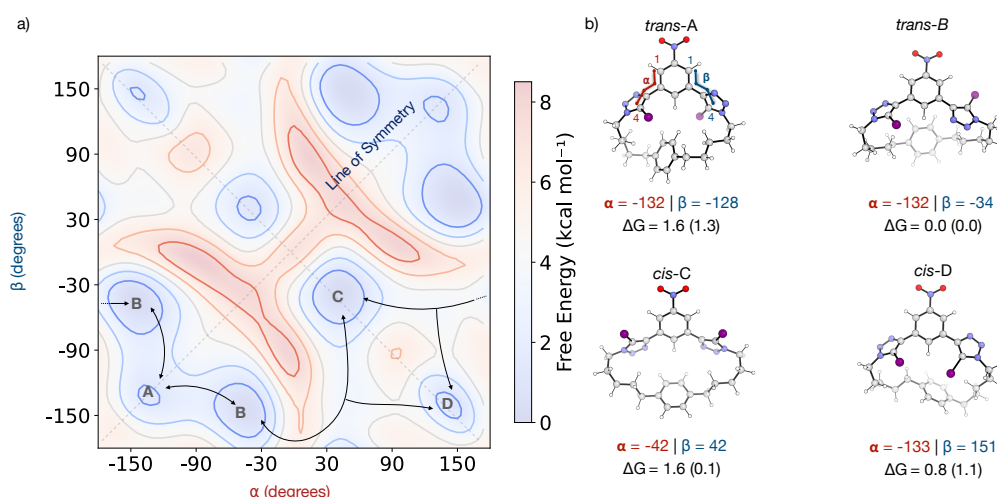 a)
150
90
30
-30
-90
-150
β (degrees)
-150
-90
-30
30
90
150
α (degrees)
Line of Symmetry
B
A
B
C
D
8
6
4
2
0
Free Energy (kcal mol⁻¹)
b)
trans-A
1
1
α
β
4
4
α = -132 | β = -128
ΔG = 1.6 (1.3)
trans-B
α = -132 | β = -34
ΔG = 0.0 (0.0)
cis-C
α = -42 | β = 42
ΔG = 1.6 (0.1)
cis-D
α = -133 | β = 151
ΔG = 0.8 (1.1)